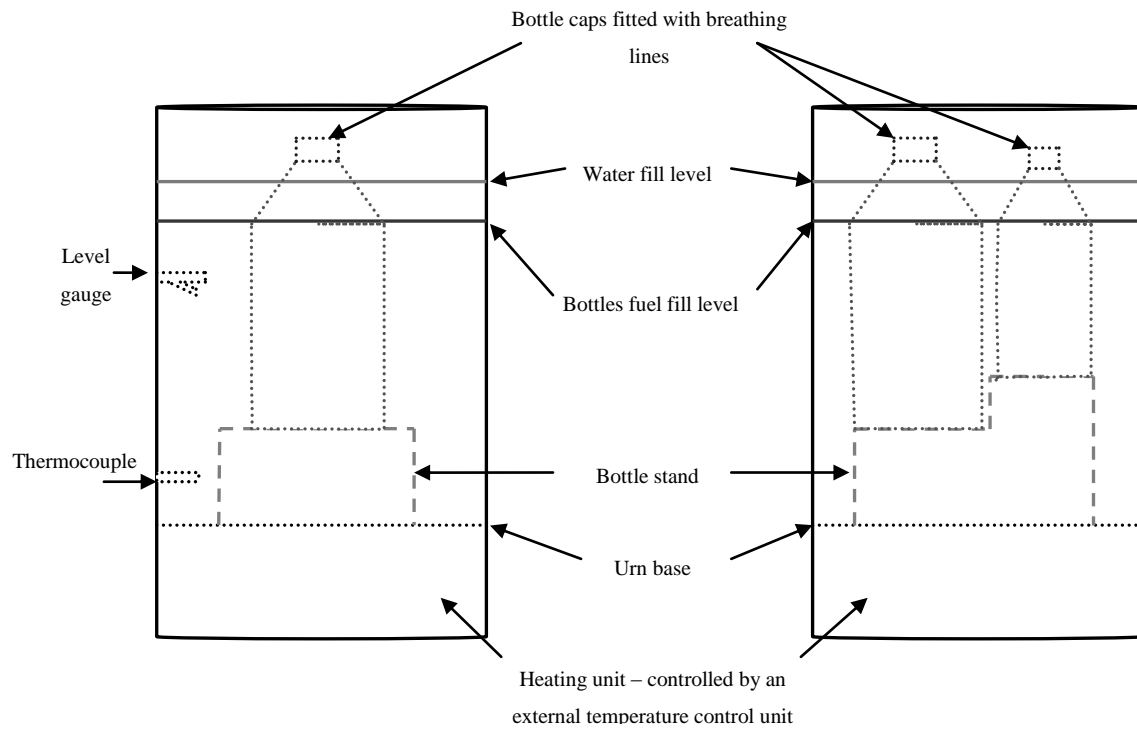 Bottle caps fitted with breathing
lines
Water fill level
Level
gauge
Bottles fuel fill level
Thermocouple
Bottle stand
Urn base
Heating unit – controlled by an
external temperature control unit